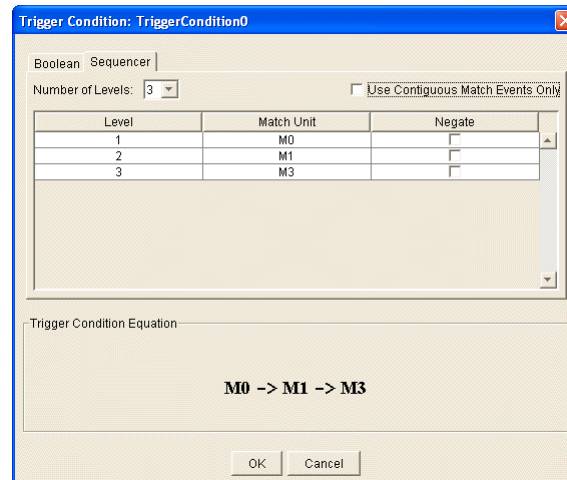 Trigger Condition: TriggerCondition0
Boolean Sequencer
Number of Levels: 3 Use Contiguous Match Events Only
Level Match Unit Negate
1 M0
2 M1
3 M3
Trigger Condition Equation
M0 -> M1 -> M3
OK Cancel